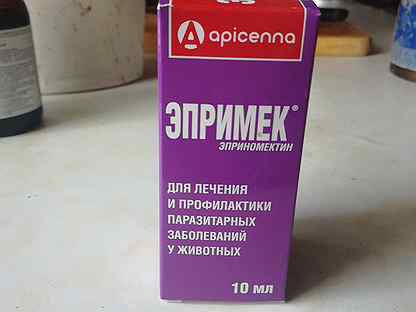 apicenna
ЭПРИМЕК®
ЭПРИНОМЕКТИН
ДЛЯ ЛЕЧЕНИЯ
И ПРОФИЛАКТИКИ
ПАРАЗИТАРНЫХ
ЗАБОЛЕВАНИЙ
У ЖИВОТНЫХ
10 мл